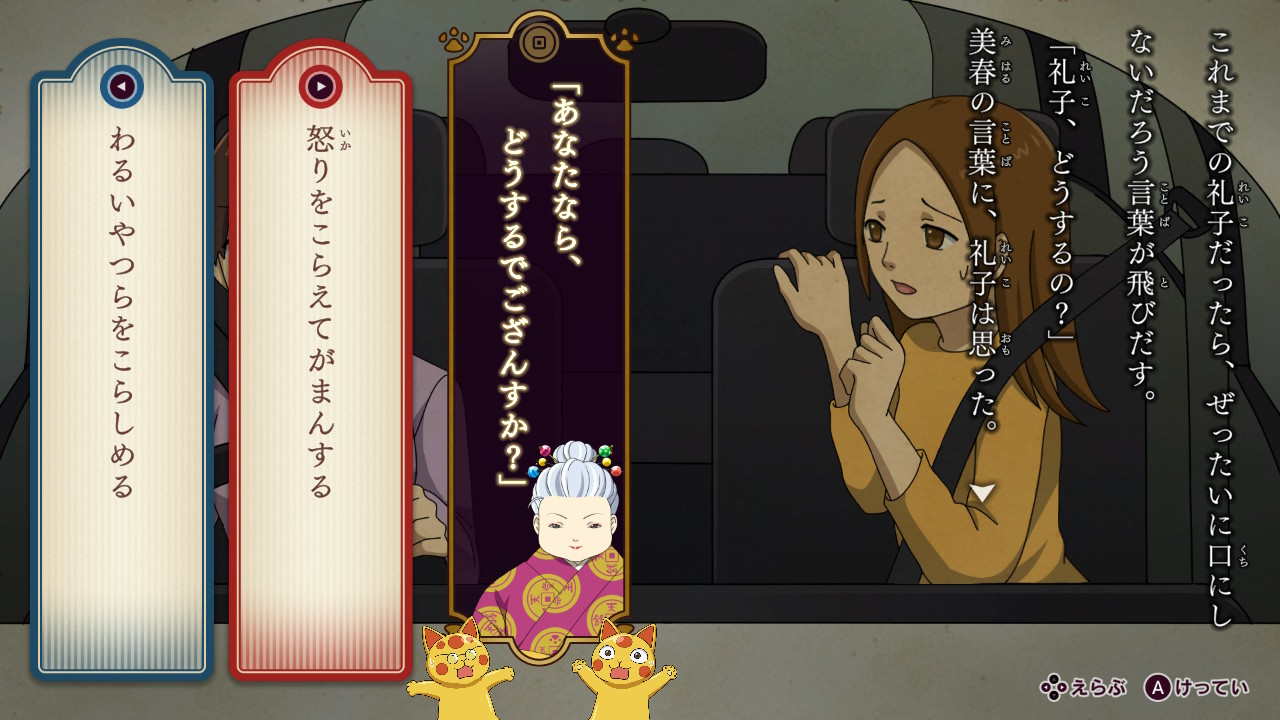 これまでの礼子だったら、ぜったいに口にし
ないだろう言葉が飛びだす。
「礼子、どうするの？」
美春の言葉に、礼子は思った。
「あなたなら、
どうするでござんすか？」
怒りをこらえてがまんする
わるいやつらをこらしめる
えらぶ A けってい